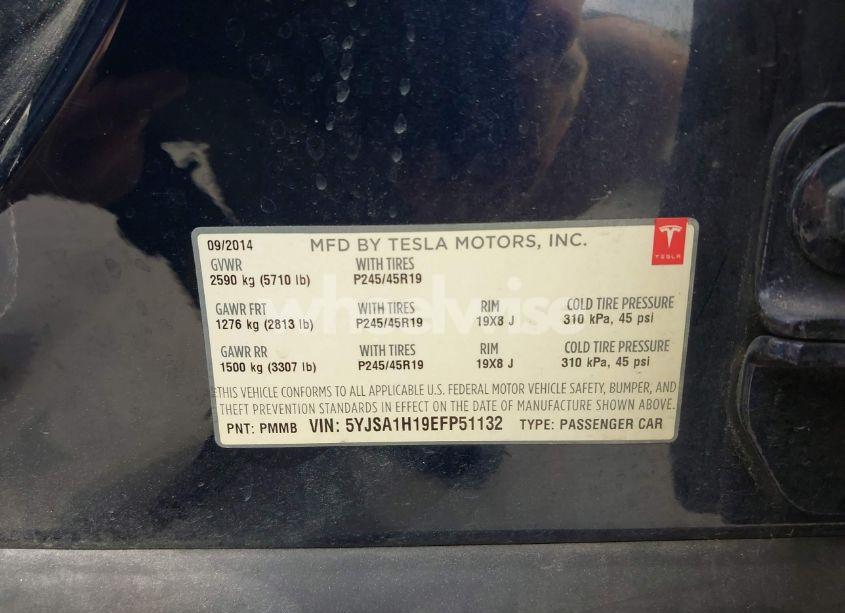 09/2014 MFD BY TESLA MOTORS, INC.
TESLA
GVWR WITH TIRES
2590 kg (5710 lb) P245/45R19
GAWR FRT WITH TIRES RIM COLD TIRE PRESSURE
1276 kg (2813 lb) P245/45R19 19X8 J 310 kPa, 45 psi
wheelwise
GAWR RR WITH TIRES RIM COLD TIRE PRESSURE
1500 kg (3307 lb) P245/45R19 19X8 J 310 kPa, 45 psi
THIS VEHICLE CONFORMS TO ALL APPLICABLE U.S. FEDERAL MOTOR VEHICLE SAFETY, BUMPER, AND
THEFT PREVENTION STANDARDS IN EFFECT ON THE DATE OF MANUFACTURE SHOWN ABOVE.
PNT: PMMB VIN: 5YJSA1H19EFP51132 TYPE: PASSENGER CAR